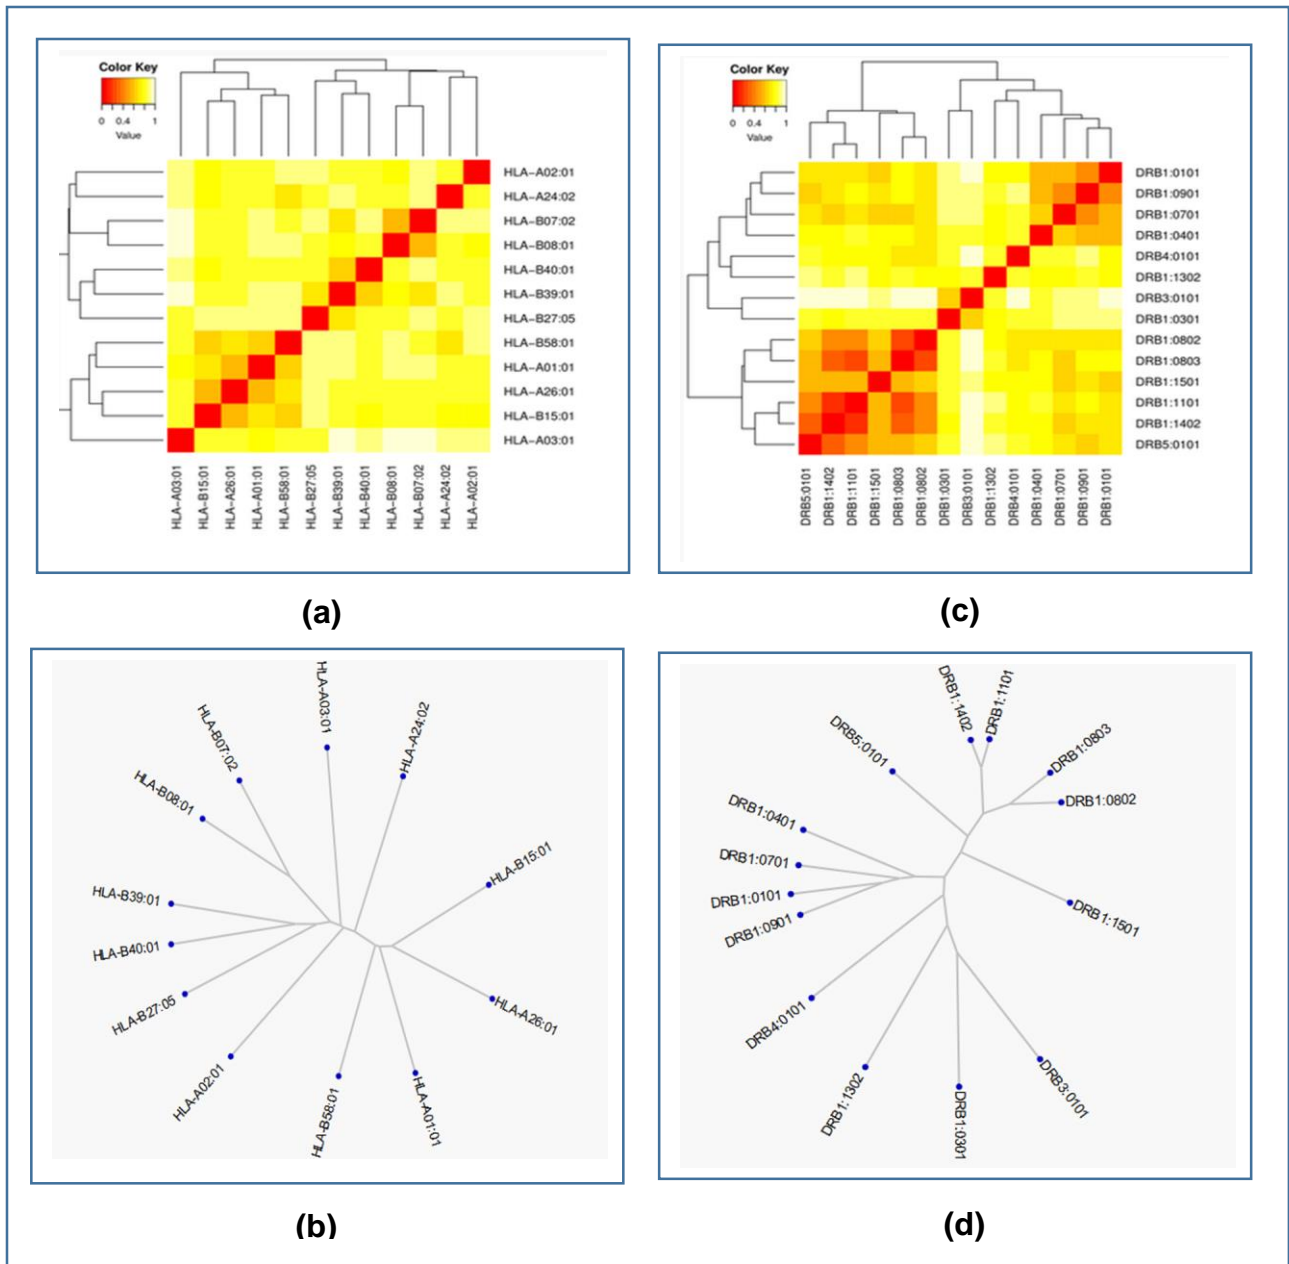 Color Key
0 0.4 1
Value
HLA-A02:01
HLA-A24:02
HLA-B07:02
HLA-B08:01
HLA-B40:01
HLA-B39:01
HLA-B27:05
HLA-B58:01
HLA-A01:01
HLA-A26:01
HLA-B15:01
HLA-A03:01
HLA-A03:01
HLA-B15:01
HLA-A26:01
HLA-A01:01
HLA-B58:01
HLA-B27:05
HLA-B39:01
HLA-B40:01
HLA-B08:01
HLA-B07:02
HLA-A24:02
HLA-A02:01
(a)
Color Key
0 0.4 1
Value
DRB1:0101
DRB1:0901
DRB1:0701
DRB1:0401
DRB4:0101
DRB1:1302
DRB3:0101
DRB1:0301
DRB1:0802
DRB1:0803
DRB1:1501
DRB1:1101
DRB1:1402
DRB5:0101
DRB5:0101
DRB1:1402
DRB1:1101
DRB1:1501
DRB1:0803
DRB1:0802
DRB1:0301
DRB3:0101
DRB1:1302
DRB4:0101
DRB1:0401
DRB1:0701
DRB1:0901
DRB1:0101
(c)
HLA-A03:01
HLA-A24:02
HLA-B07:02
HLA-B08:01
HLA-B15:01
HLA-B39:01
HLA-B40:01
HLA-B27:05
HLA-A26:01
HLA-A02:01
HLA-B58:01
HLA-A01:01
(b)
DRB1:1402
DRB1:1101
DRB5:0101
DRB1:0803
DRB1:0802
DRB1:0401
DRB1:0701
DRB1:0101
DRB1:0901
DRB1:1501
DRB4:0101
DRB1:1302
DRB1:0301
DRB3:0101
(d)